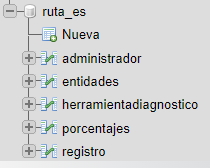 ruta_es
Nueva
administrador
entidades
herramientadiagnostico
porcentajes
registro